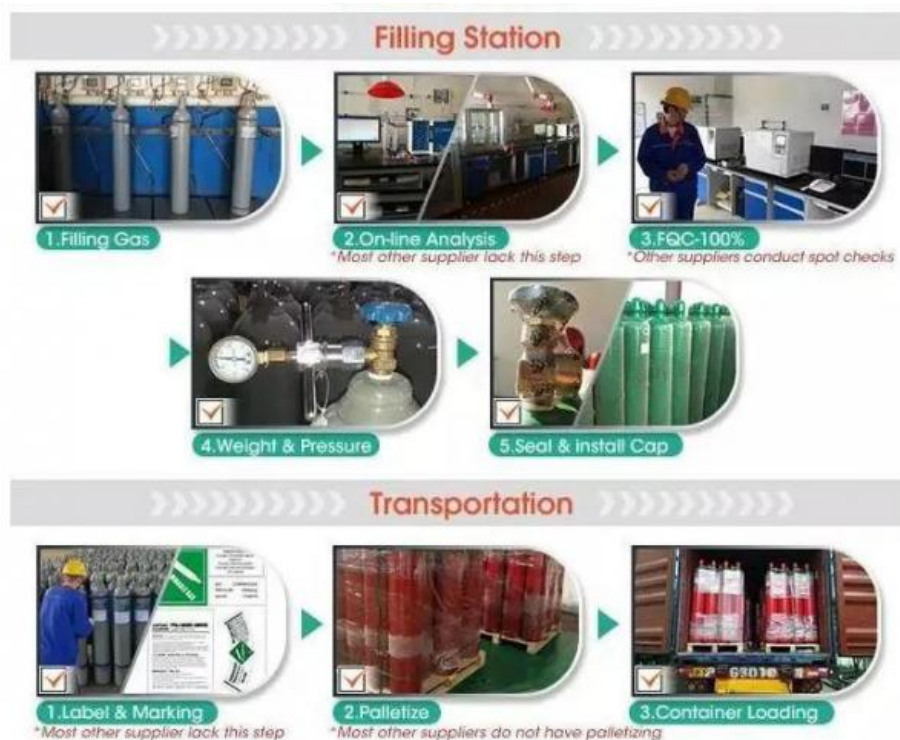 Filling Station
1.Filling Gas
2.On-line Analysis
3.FQC-100%
*Most other supplier lack this step
*Other suppliers conduct spot checks
4.Weight & Pressure
5.Seal & install Cap
Transportation
1.Label & Marking
2.Palletize
3.Container Loading
*Most other supplier lack this step
*Most other suppliers do not have palletizing